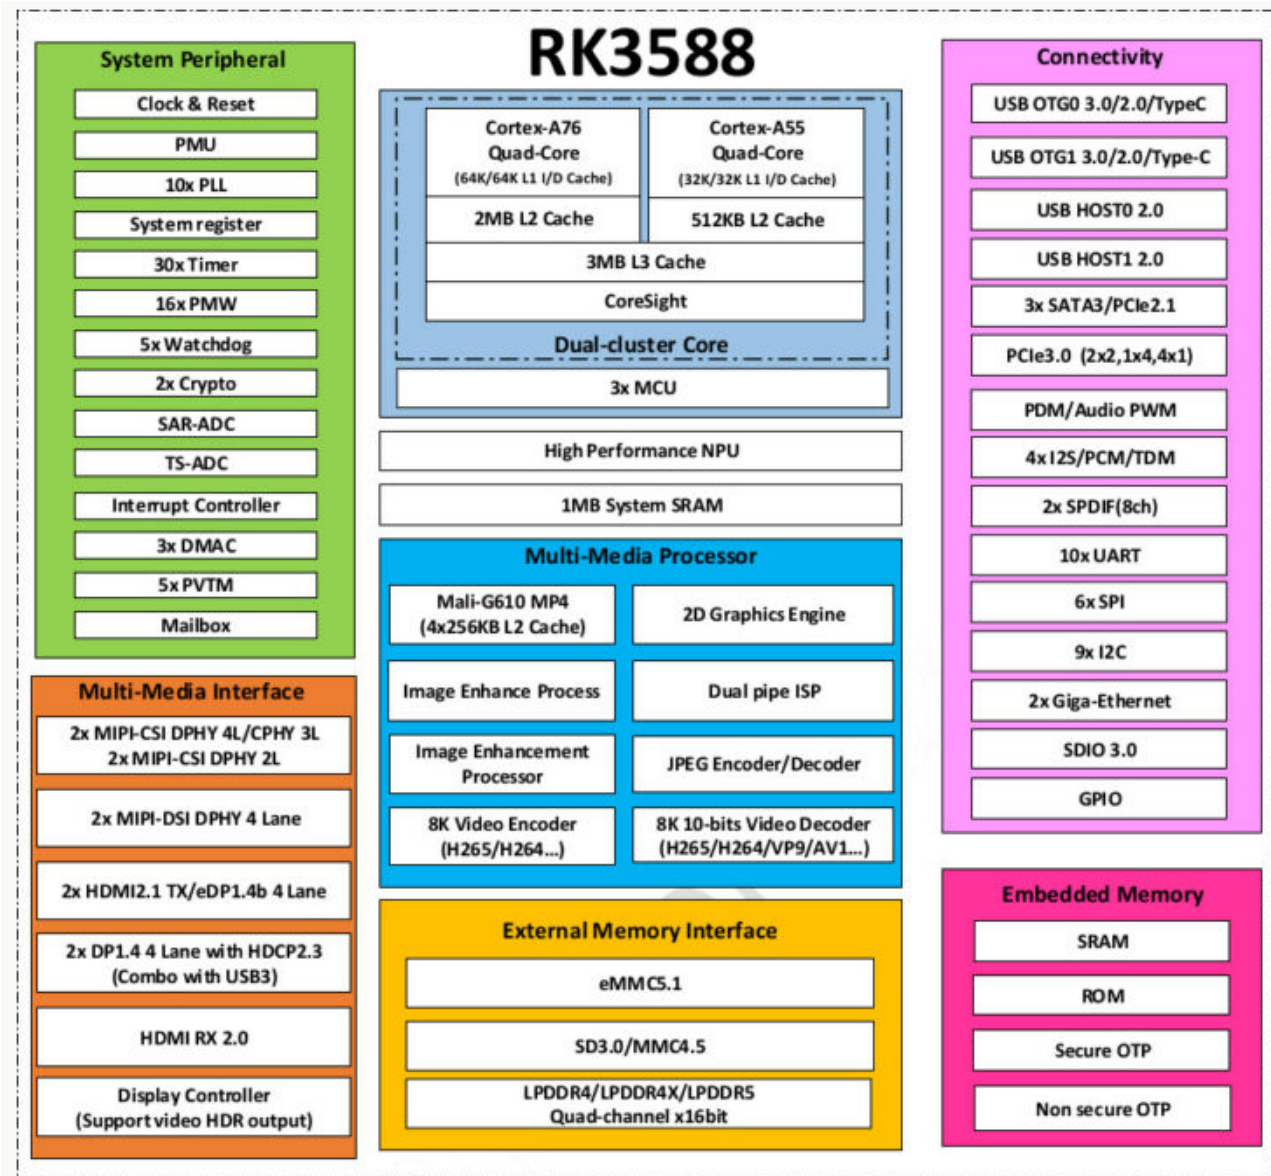 RK3588
System Peripheral
Clock & Reset
PMU
10x PLL
System register
30x Timer
16x PMW
5x Watchdog
2x Crypto
SAR-ADC
TS-ADC
Interrupt Controller
3x DMAC
5x PVTM
Mailbox
Multi-Media Interface
2x MIPI-CSI DPHY 4L/CPHY 3L
2x MIPI-CSI DPHY 2L
2x MIPI-DSI DPHY 4 Lane
2x HDMI2.1 TX/eDP1.4b 4 Lane
2x DP1.4 4 Lane with HDCP2.3
(Combo with USB3)
HDMI RX 2.0
Display Controller
(Support video HDR output)
Cortex-A76
Quad-Core
(64K/64K L1 I/D Cache)
2MB L2 Cache
Cortex-A55
Quad-Core
(32K/32K L1 I/D Cache)
512KB L2 Cache
3MB L3 Cache
CoreSight
Dual-cluster Core
3x MCU
High Performance NPU
1MB System SRAM
Multi-Media Processor
Mali-G610 MP4
(4x256KB L2 Cache)
2D Graphics Engine
Image Enhance Process
Dual pipe ISP
Image Enhancement
Processor
JPEG Encoder/Decoder
8K Video Encoder
(H265/H264...)
8K 10-bits Video Decoder
(H265/H264/VP9/AV1...)
External Memory Interface
eMMC5.1
SD3.0/MMC4.5
LPDDR4/LPDDR4X/LPDDR5
Quad-channel x16bit
Connectivity
USB OTG0 3.0/2.0/TypeC
USB OTG1 3.0/2.0/Type-C
USB HOST0 2.0
USB HOST1 2.0
3x SATA3/PCIe2.1
PCIe3.0 (2x2,1x4,4x1)
PDM/Audio PWM
4x I2S/PCM/TDM
2x SPDIF(8ch)
10x UART
6x SPI
9x I2C
2x Giga-Ethernet
SDIO 3.0
GPIO
Embedded Memory
SRAM
ROM
Secure OTP
Non secure OTP